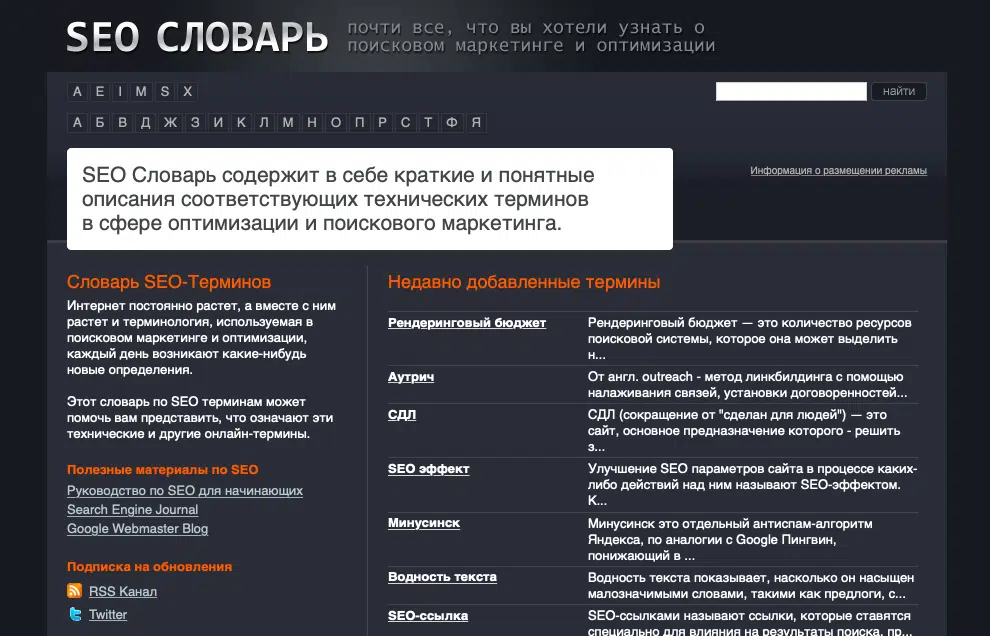 SEO СЛОВАРЬ
почти все, что вы хотели узнать о
поисковом маркетинге и оптимизации
A E I M S X
найти
А Б В Д Ж З И К Л М Н О П Р С Т Ф Я
SEO Словарь содержит в себе краткие и понятные
описания соответствующих технических терминов
в сфере оптимизации и поискового маркетинга.
Информация о размещении рекламы
Словарь SEO-Терминов
Интернет постоянно растет, а вместе с ним
растет и терминология, используемая в
поисковом маркетинге и оптимизации,
каждый день возникают какие-нибудь
новые определения.
Этот словарь по SEO терминам может
помочь вам представить, что означают эти
технические и другие онлайн-термины.
Полезные материалы по SEO
Руководство по SEO для начинающих
Search Engine Journal
Google Webmaster Blog
Подписка на обновления
RSS Канал
Twitter
Недавно добавленные термины
Рендеринговый бюджет
Рендеринговый бюджет — это количество ресурсов
поисковой системы, которое она может выделить
н...
Аутрич
От англ. outreach - метод линкбилдинга с помощью
налаживания связей, установки договоренностей...
СДЛ
СДЛ (сокращение от "сделан для людей") — это
сайт, основное предназначение которого - решить
з...
SEO эффект
Улучшение SEO параметров сайта в процессе каких-
либо действий над ним называют SEO-эффектом.
К...
Минусинск
Минусинск это отдельный антиспам-алгоритм
Яндекса, по аналогии с Google Пингвин,
понижающий в ...
Водность текста
Водность текста показывает, насколько он насыщен
малозначимыми словами, такими как предлоги, с...
SEO-ссылка
SEO-ссылками называют ссылки, которые ставятся
специально для влияния на результаты поиска, пр...